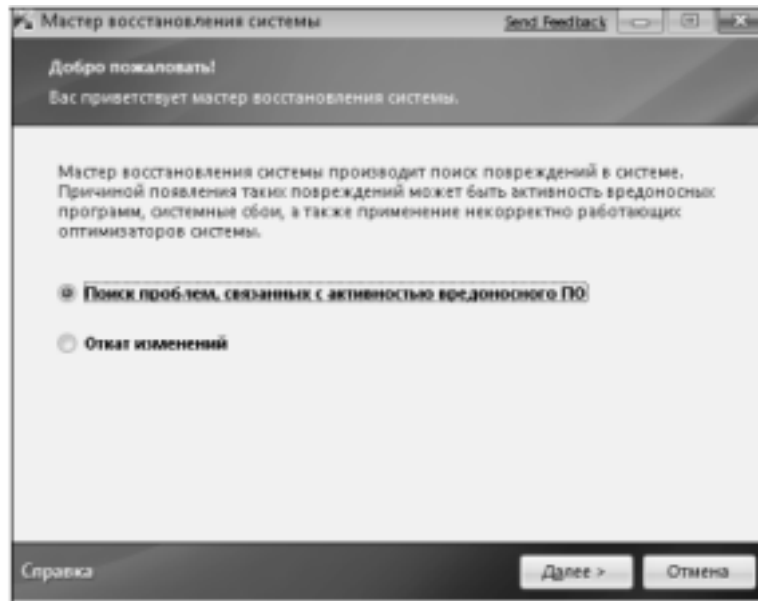 Мастер восстановления системы Send Feedback
Добро пожаловать!
Вас приветствует мастер восстановления системы.
Мастер восстановления системы производит поиск повреждений в системе.
Причиной появления таких повреждений может быть активность вредоносных
программ, системные сбои, а также применение некорректно работающих
оптимизаторов системы.
Поиск проблем, связанных с активностью вредоносного ПО
Откат изменений
Справка Далее > Отмена